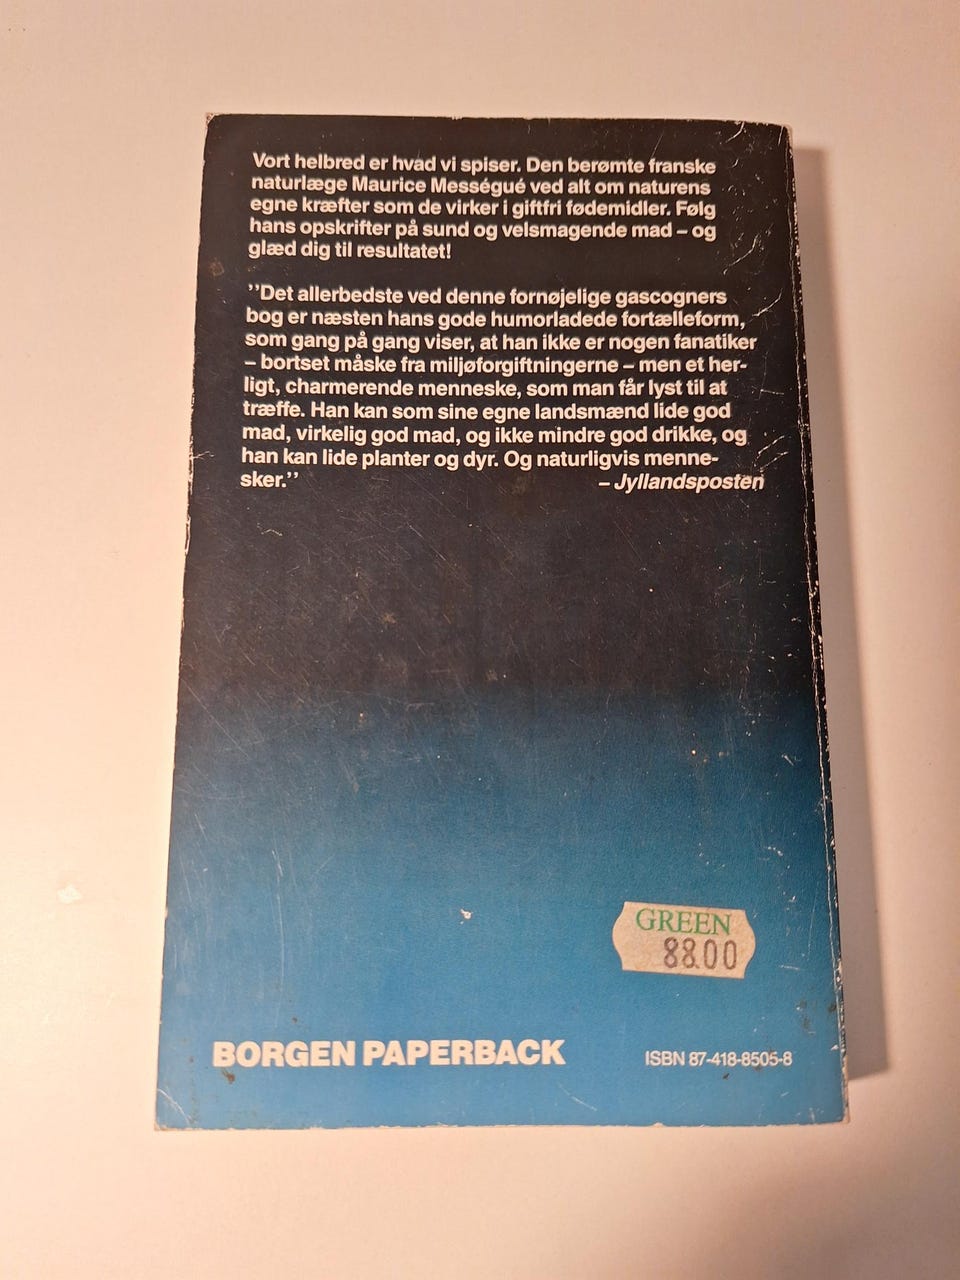 Vort helbred er hvad vi spiser. Den berømte franske
naturlæge Maurice Mességué ved alt om naturens
egne kræfter som de virker i giftfri fødemidler. Følg
hans opskrifter på sund og velsmagende mad – og
glæd dig til resultatet!
''Det allerbedste ved denne fornøjelige gascogners
bog er næsten hans gode humorladede fortælleform,
som gang på gang viser, at han ikke er nogen fanatiker
– bortset måske fra miljøforgiftningerne – men et her-
ligt, charmerende menneske, som man får lyst til at
træffe. Han kan som sine egne landsmænd lide god
mad, virkelig god mad, og ikke mindre god drikke, og
han kan lide planter og dyr. Og naturligvis menne-
sker.'' – Jyllandsposten
GREEN
88.00
BORGEN PAPERBACK ISBN 87-418-8505-8